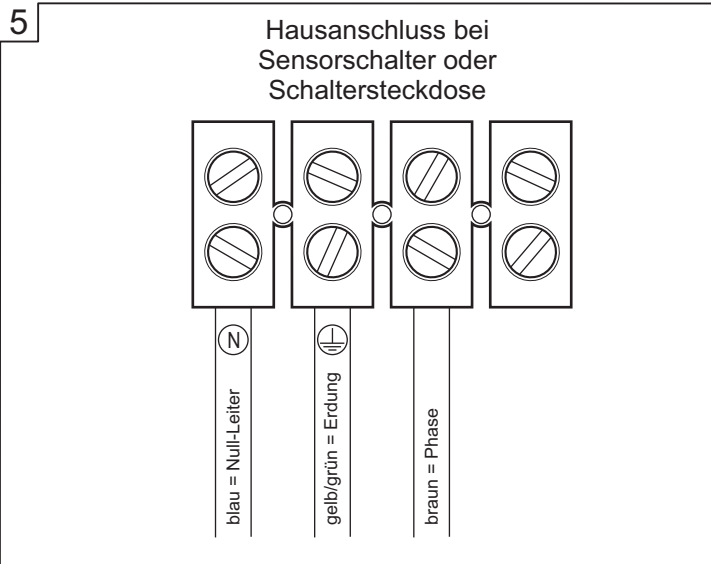 5
Hausanschluss bei
Sensorschalter oder
Schaltersteckdose
N
blau = Null-Leiter
gelb/grün = Erdung
braun = Phase